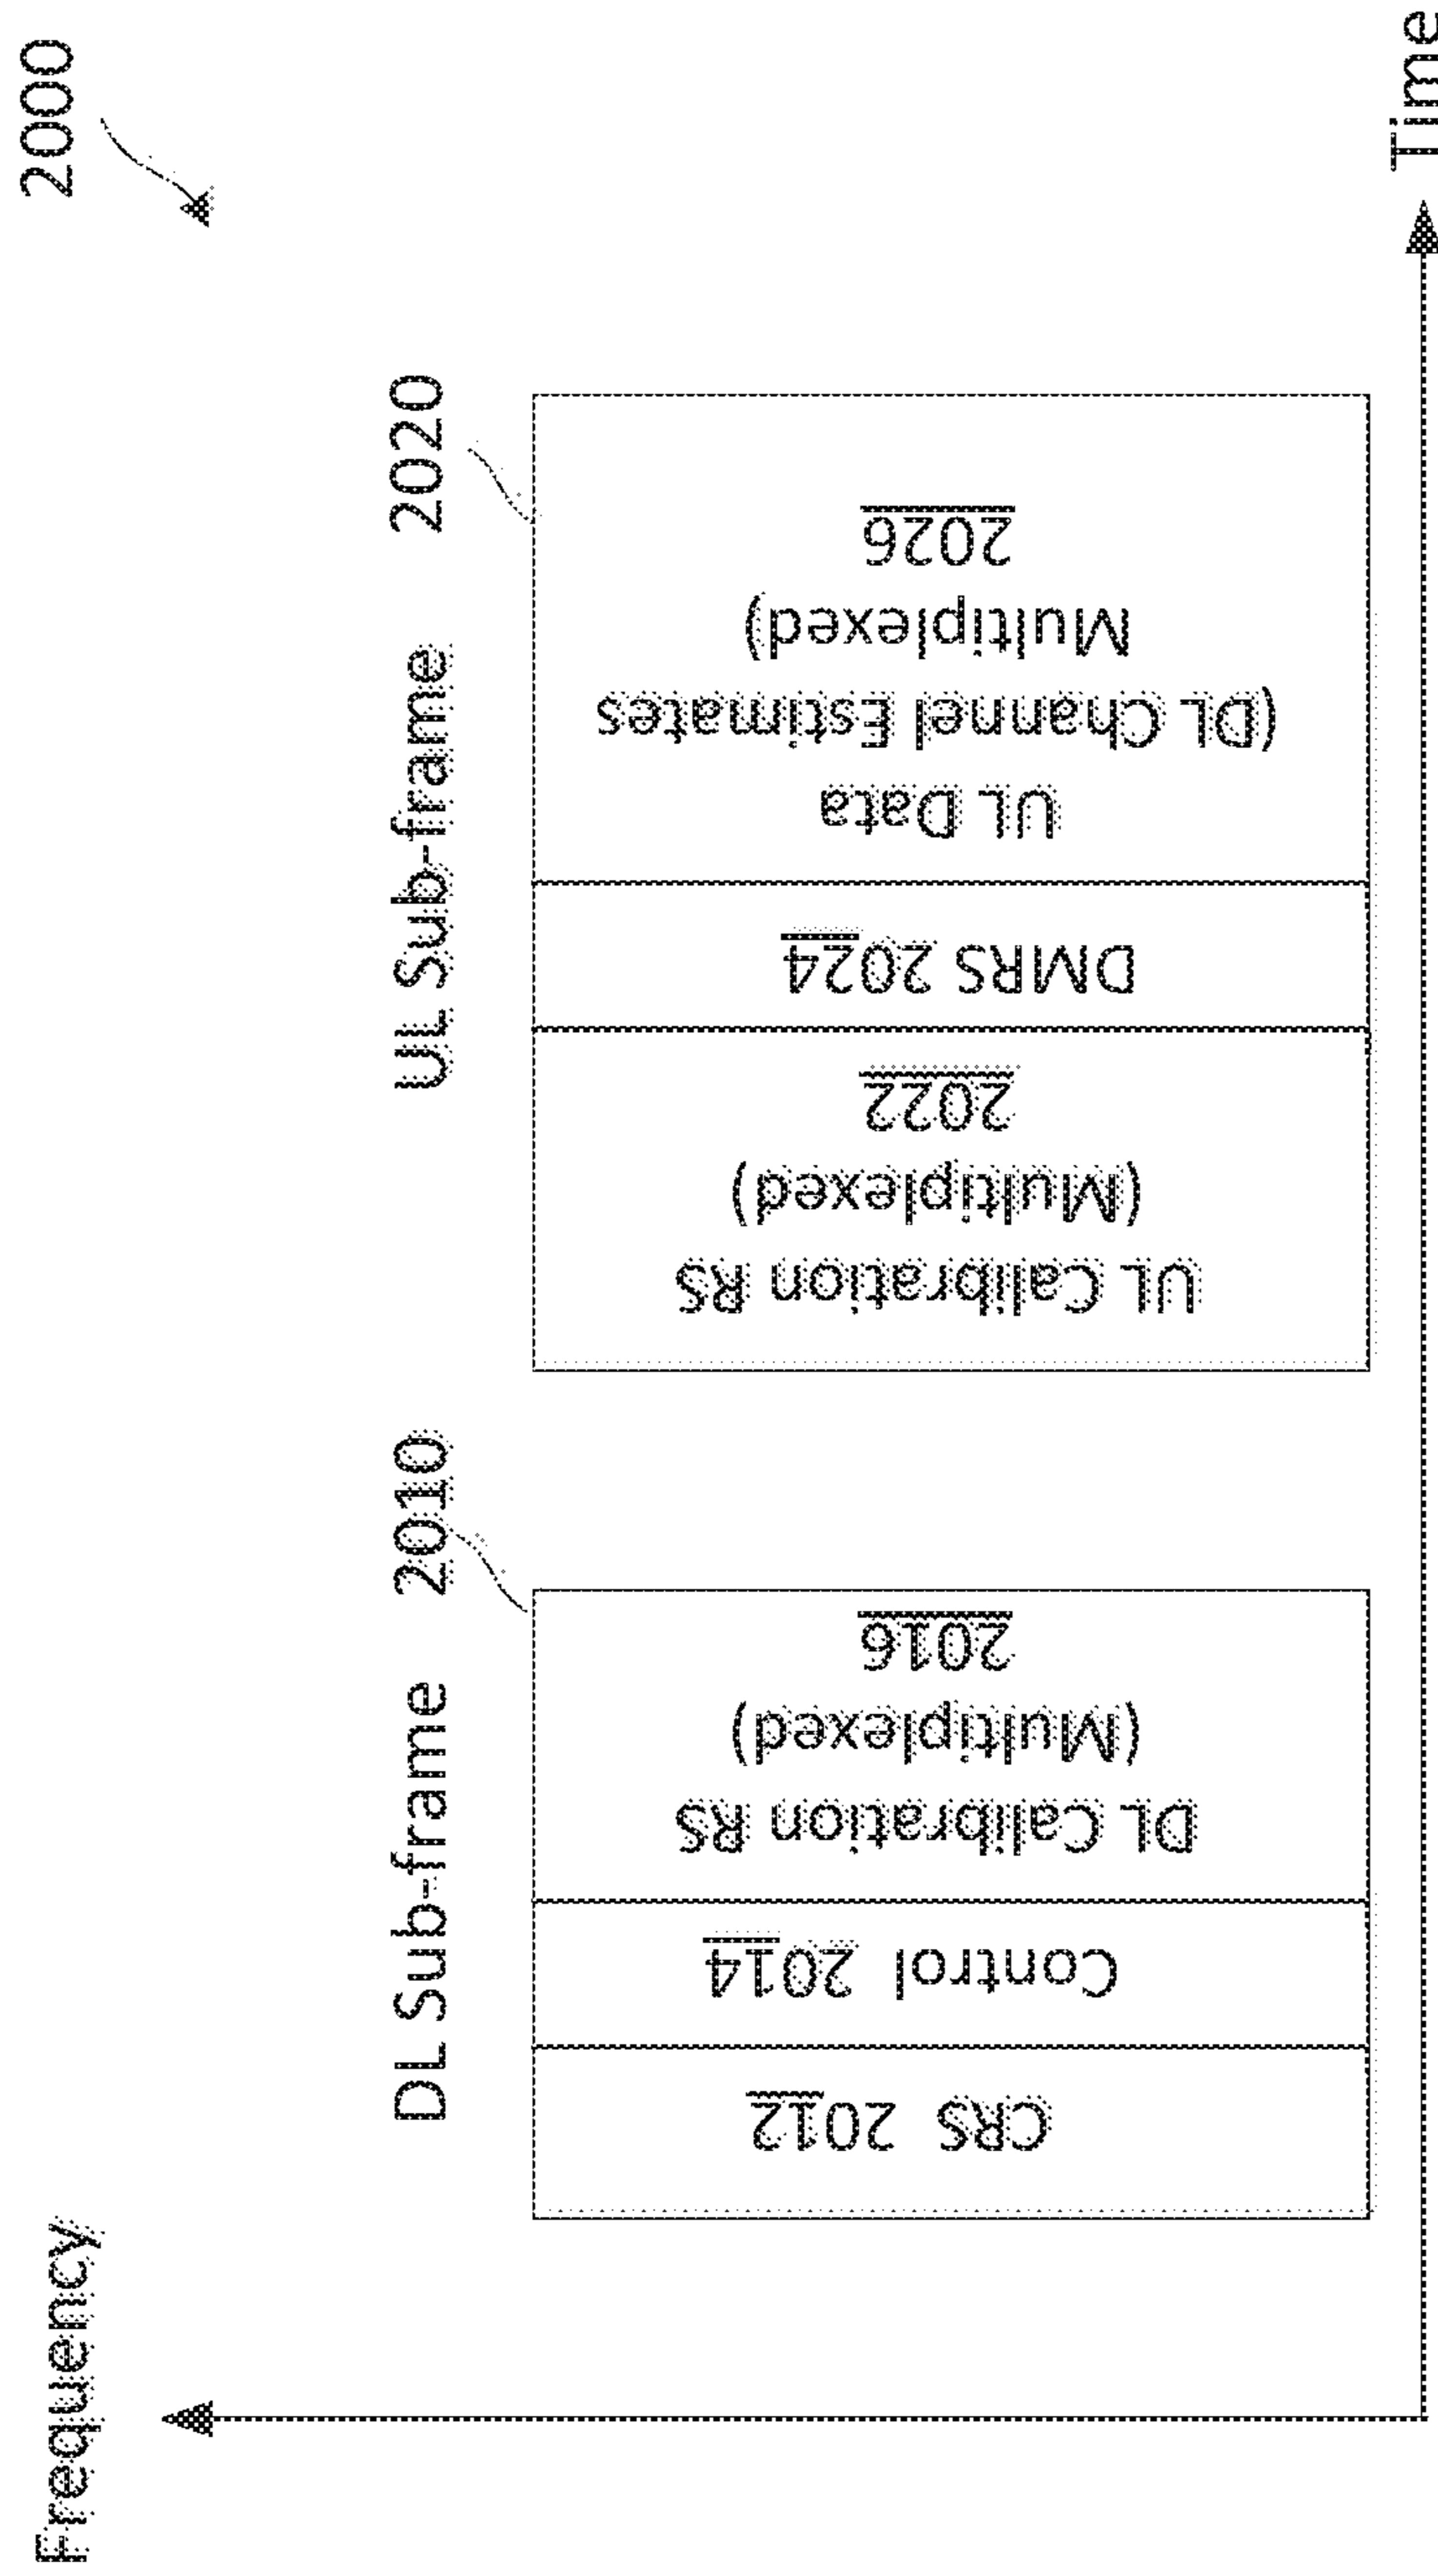 2000
Frequency
DL Sub-frame 2010
UL Sub-frame 2020
CRS 2012
Control 2014
DL Calibration RS
(Multiplexed)
2016
UL Calibration RS
(Multiplexed)
2022
DMRS 2024
UL Data
(DL Channel Estimates
Multiplexed)
2026
Time